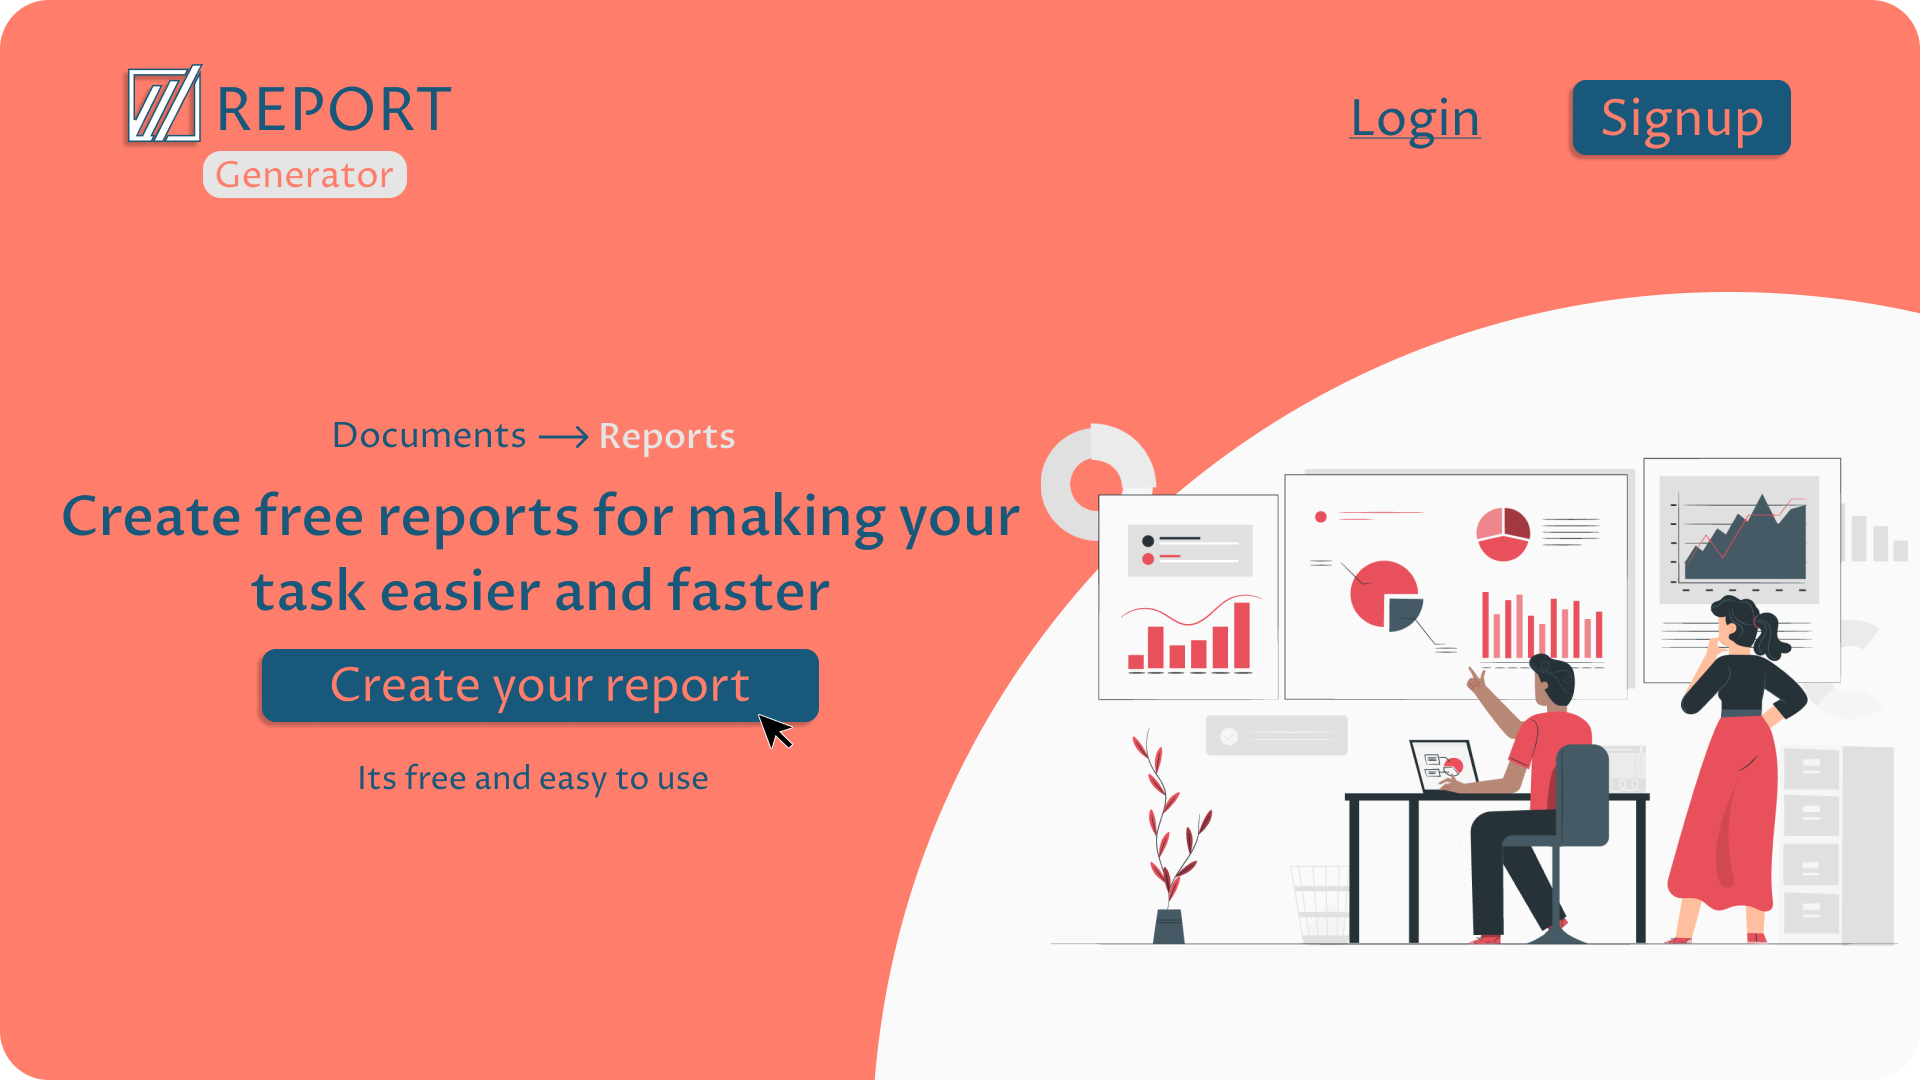 REPORT
Generator
Login
Signup
Documents → Reports
Create free reports for making your
task easier and faster
Create your report
Its free and easy to use